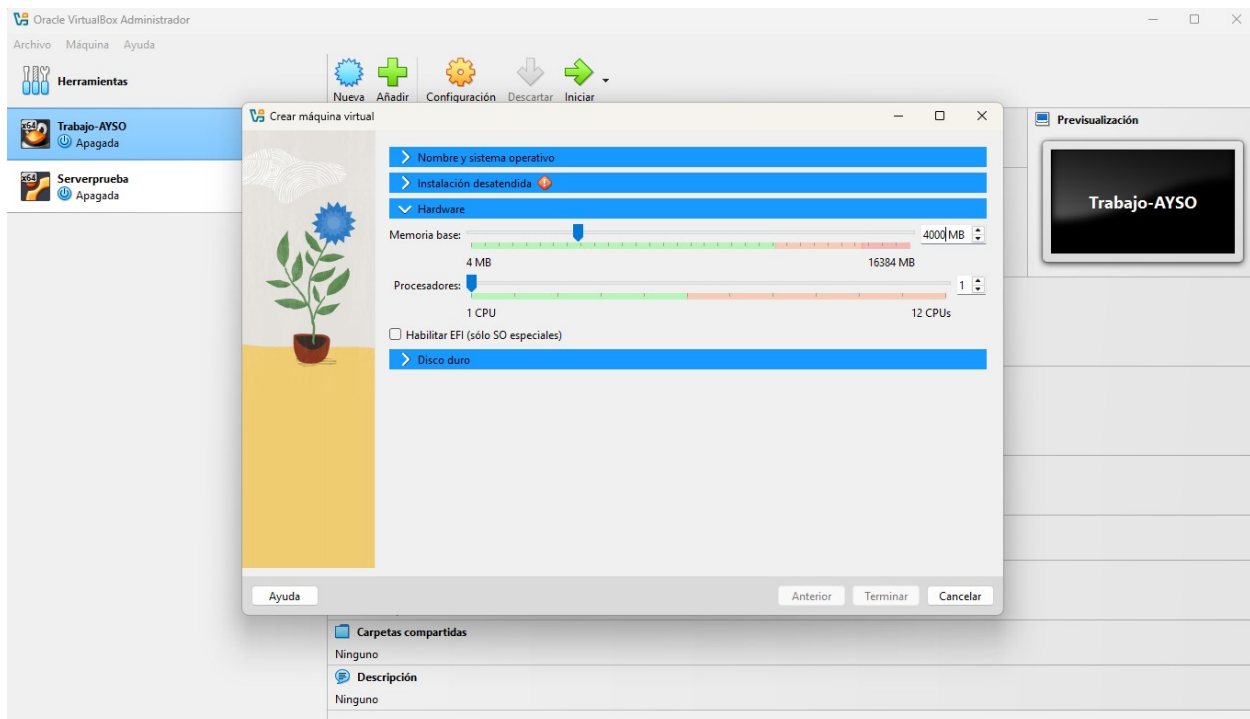 Oracle VirtualBox Administrador
Archivo Máquina Ayuda
Herramientas
Nueva Añadir Configuración Descartar Iniciar
x64 Trabajo-AYSO
Apagada
x64 Serverprueba
Apagada
Crear máquina virtual
Nombre y sistema operativo
Instalación desatendida
Hardware
Memoria base: 4000 MB
4 MB 16384 MB
Procesadores: 1
1 CPU 12 CPUs
Habilitar EFI (sólo SO especiales)
Disco duro
Ayuda Anterior Terminar Cancelar
Previsualización
Trabajo-AYSO
Carpetas compartidas
Ninguno
Descripción
Ninguno